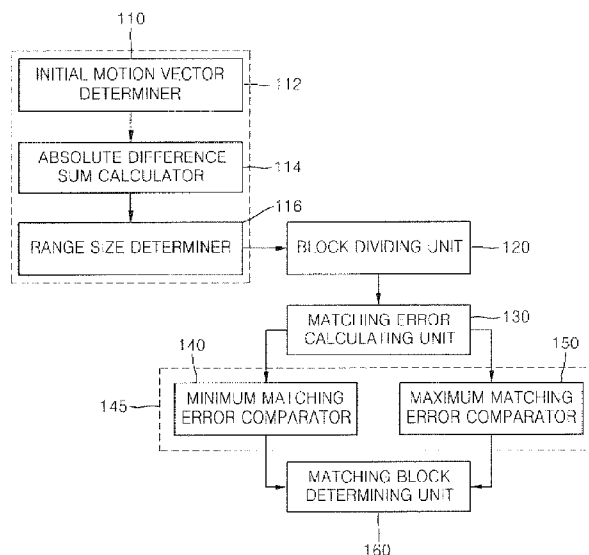 110
INITIAL MOTION VECTOR
DETERMINER
112
ABSOLUTE DIFFERENCE
SUM CALCULATOR
114
116
RANGE SIZE DETERMINER
BLOCK DIVIDING UNIT
120
MATCHING ERROR
CALCULATING UNIT
130
140
150
145
MINIMUM MATCHING
ERROR COMPARATOR
MAXIMUM MATCHING
ERROR COMPARATOR
MATCHING BLOCK
DETERMINING UNIT
160